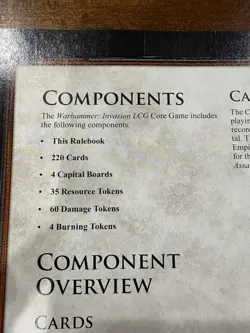 COMPONENTS
The Warhammer: Invasion LCG Core Game includes
the following components:
• This Rulebook
• 220 Cards
• 4 Capital Boards
• 35 Resource Tokens
• 60 Damage Tokens
• 4 Burning Tokens
COMPONENT
OVERVIEW
CARDS
CA
The C
playin
record
tal. T
Empi
for th
Assa